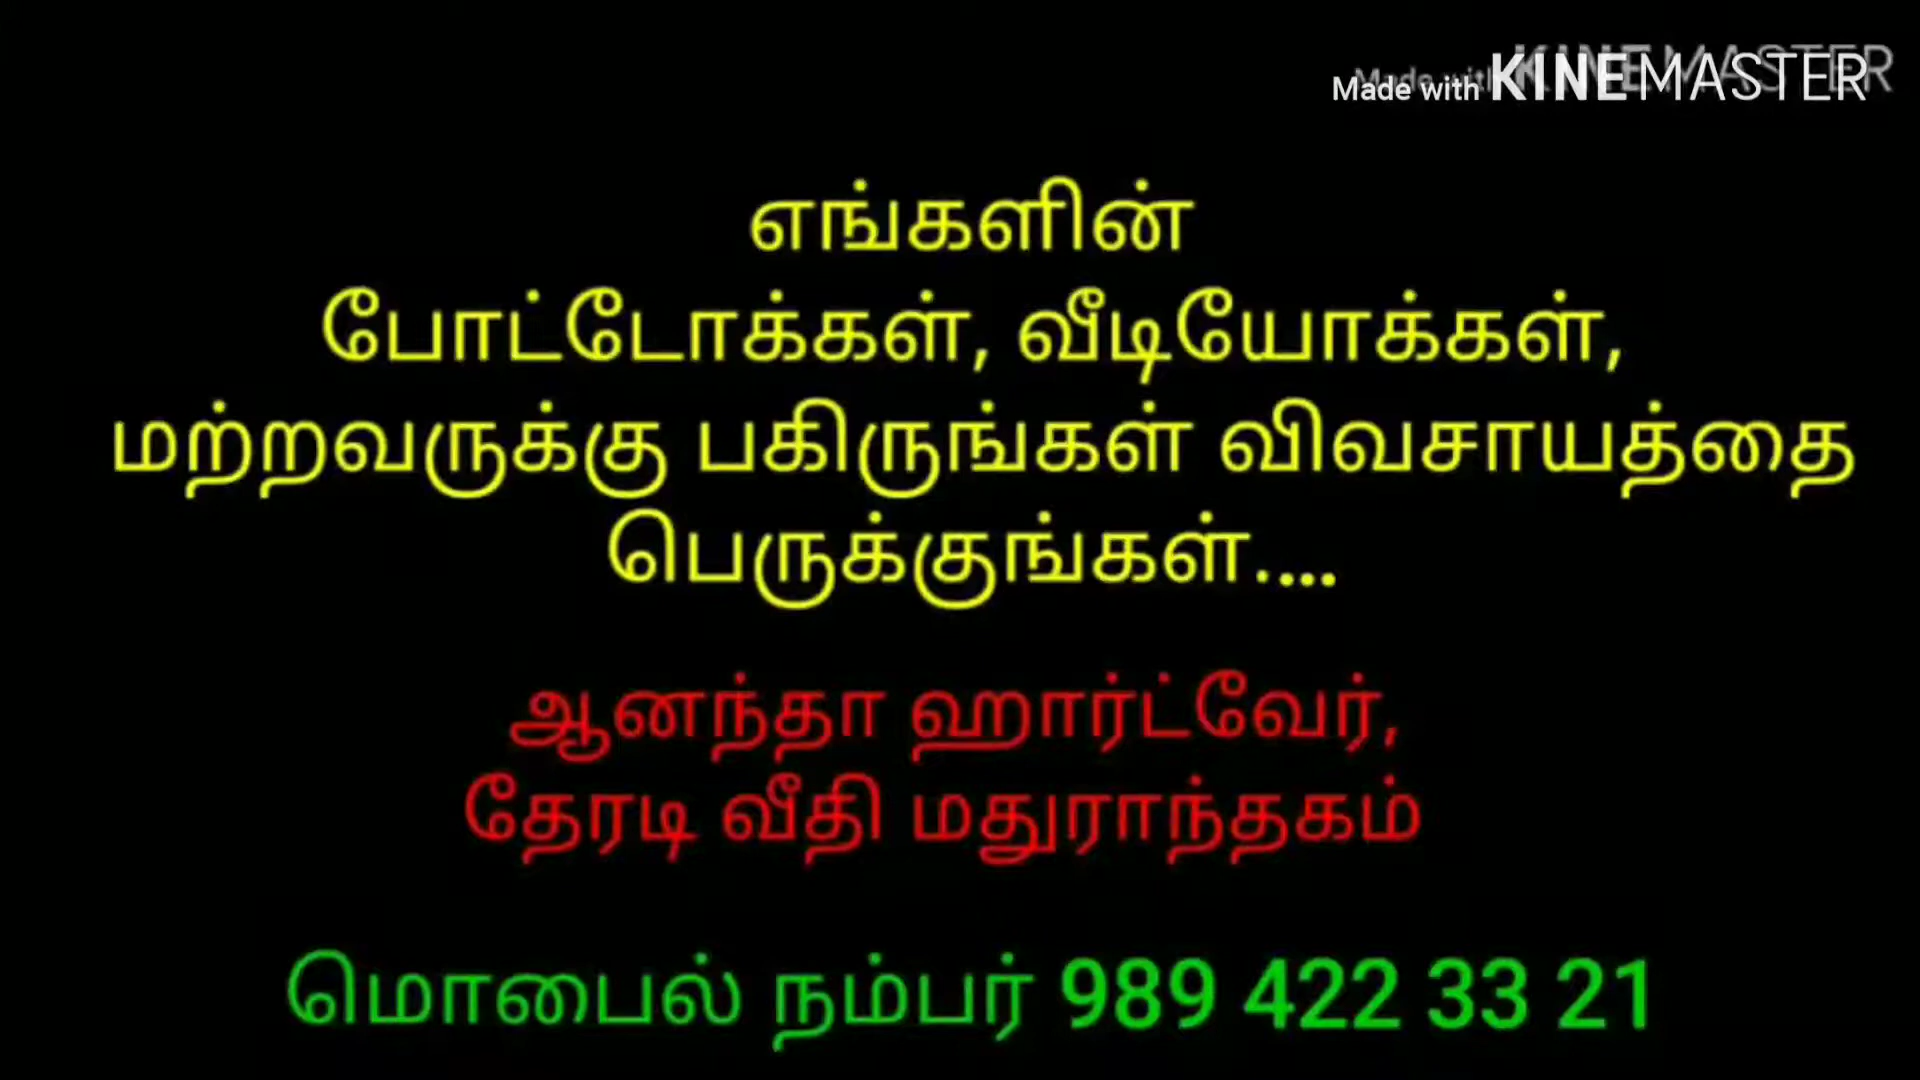 Made with KINEMASTER
எங்களின்
போட்டோக்கள், வீடியோக்கள்,
மற்றவருக்கு பகிருங்கள் விவசாயத்தை
பெருக்குங்கள்....
ஆனந்தா ஹார்ட்வேர்,
தேரடி வீதி மதுராந்தகம்
மொபைல் நம்பர் 989 422 33 21